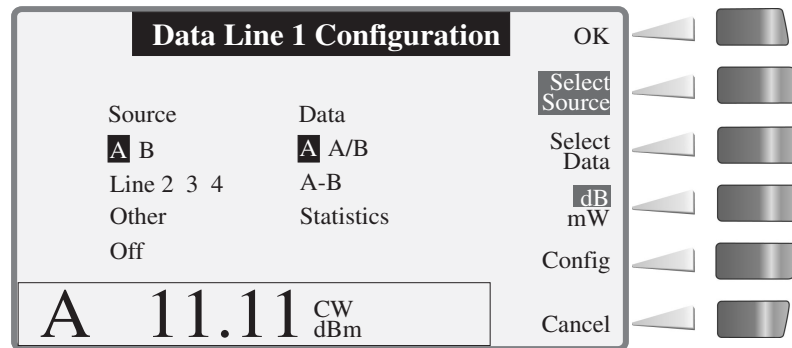 Data Line 1 Configuration
OK
Select
Source
Source Data
A B A A/B
Select
Data
Line 2 3 4 A-B
dB
mW
Other Statistics
Off
Config
A 11.11 CW
dBm
Cancel